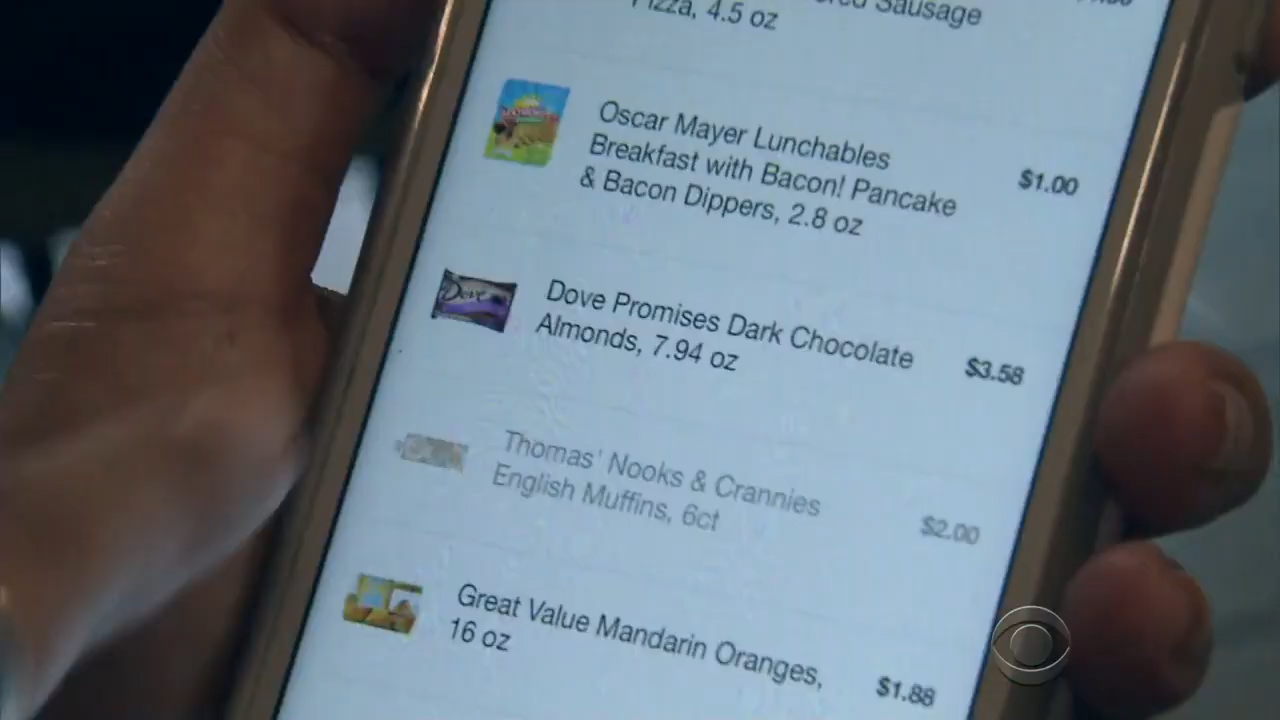 Sausage
Pizza, 4.5 oz
Oscar Mayer Lunchables
Breakfast with Bacon! Pancake
& Bacon Dippers, 2.8 oz
$1.00
Dove Promises Dark Chocolate
Almonds, 7.94 oz
$3.58
Dove
Thomas' Nooks & Crannies
English Muffins, 6ct
$2.00
Great Value Mandarin Oranges,
16 oz
$1.88